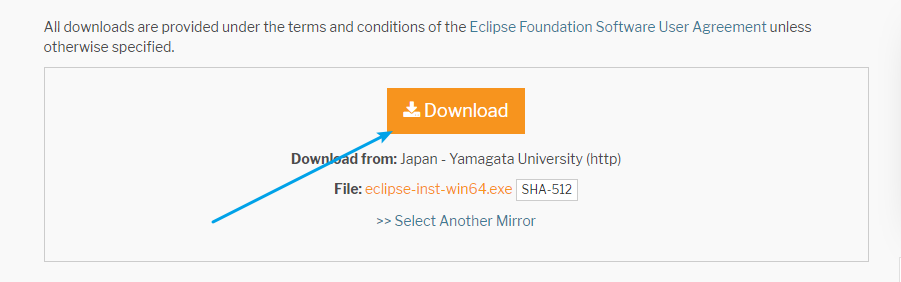 All downloads are provided under the terms and conditions of the Eclipse Foundation Software User Agreement unless
otherwise specified.
Download
Download from: Japan - Yamagata University (http)
File: eclipse-inst-win64.exe SHA-512
>> Select Another Mirror